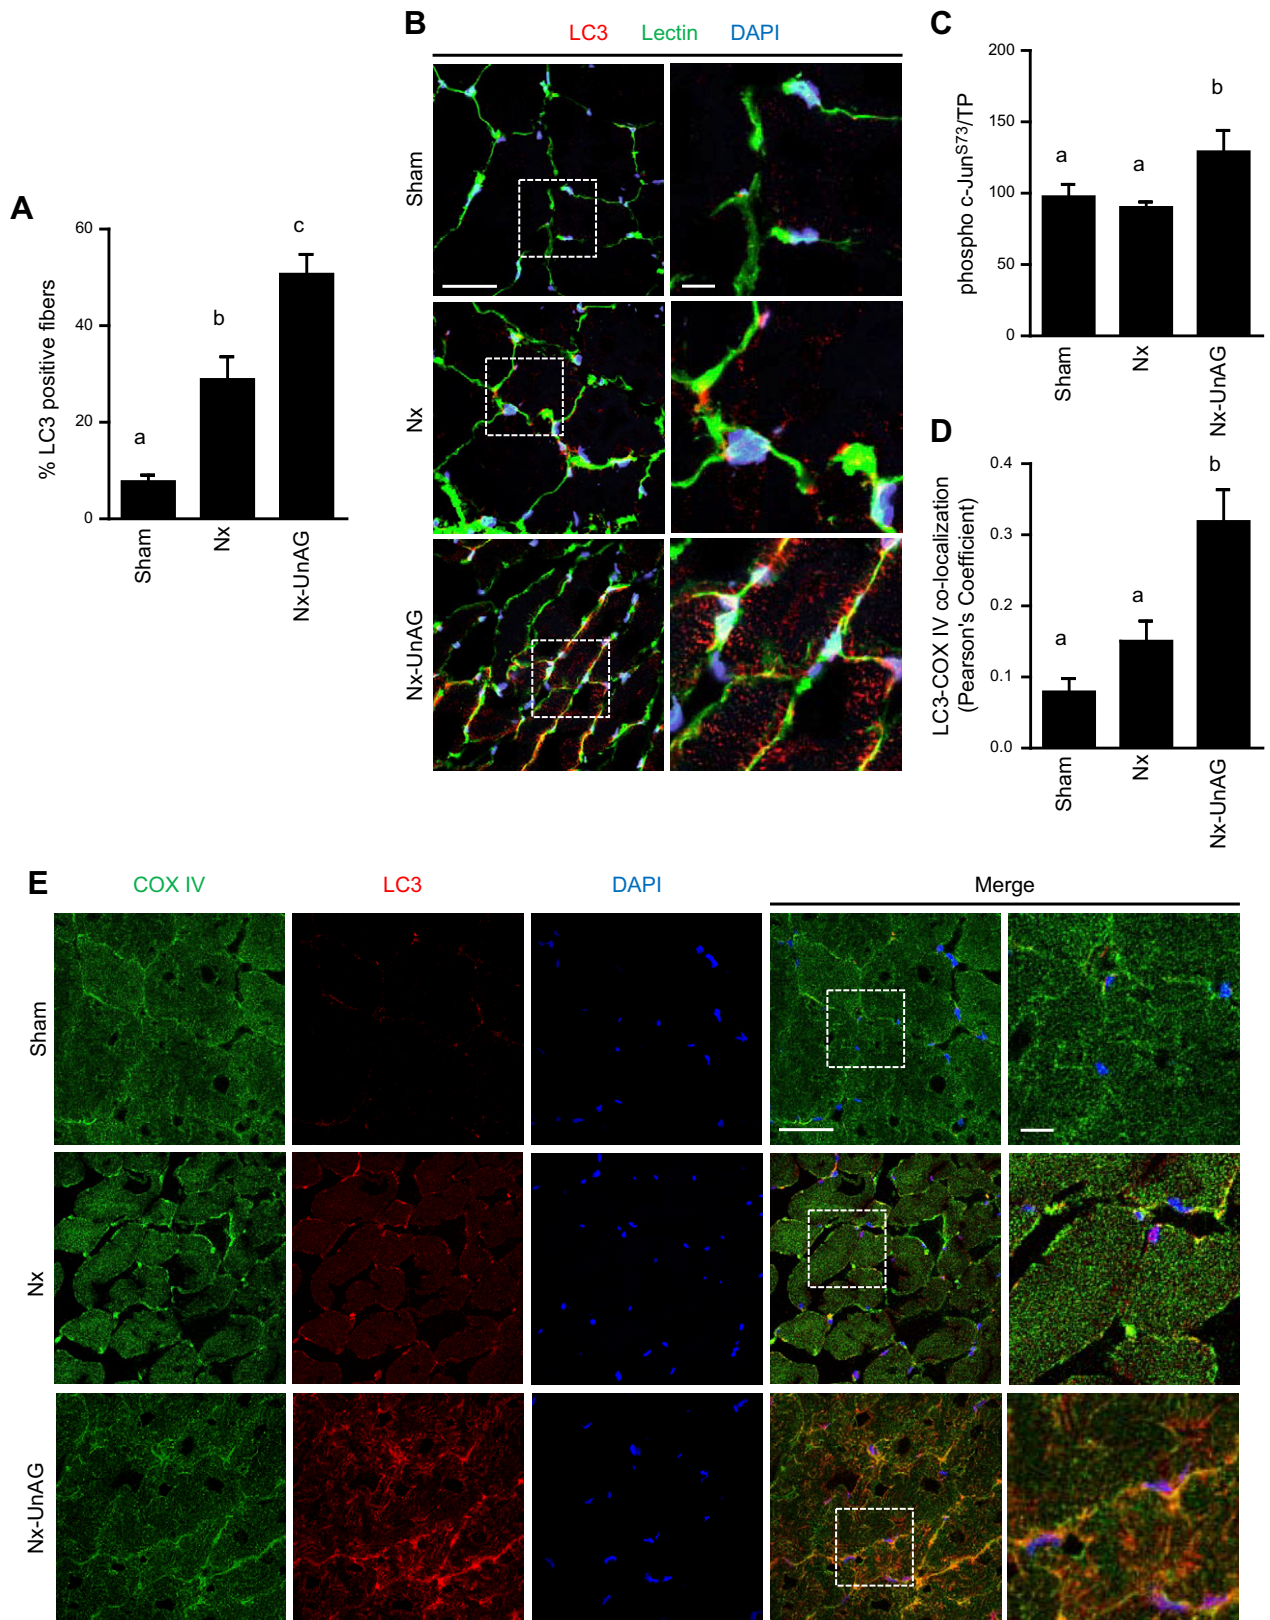 A
% LC3 positive fibers
60
40
20
0
a
b
c
Sham
Nx
Nx-UnAG
B
LC3 Lectin DAPI
Sham
Nx
Nx-UnAG
C
phospho c-Jun^S73/TP
200
150
100
50
0
a
a
b
Sham
Nx
Nx-UnAG
D
LC3-COX IV co-localization
(Pearson's Coefficient)
0.4
0.3
0.2
0.1
0.0
a
a
b
Sham
Nx
Nx-UnAG
E
COX IV LC3 DAPI Merge
Sham
Nx
Nx-UnAG